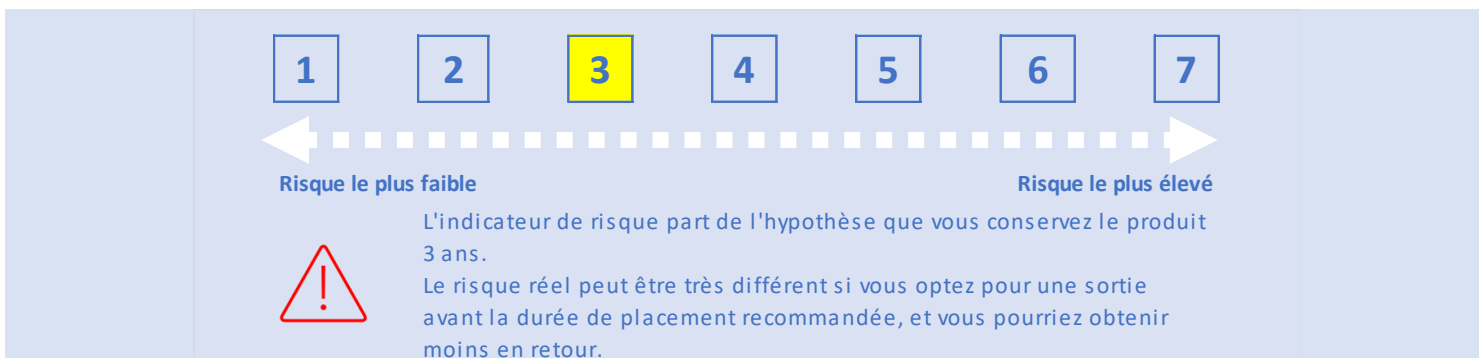 1 2 3 4 5 6 7
Risque le plus faible Risque le plus élevé
L'indicateur de risque part de l'hypothèse que vous conservez le produit
3 ans.
Le risque réel peut être très différent si vous optez pour une sortie
avant la durée de placement recommandée, et vous pourriez obtenir
moins en retour.